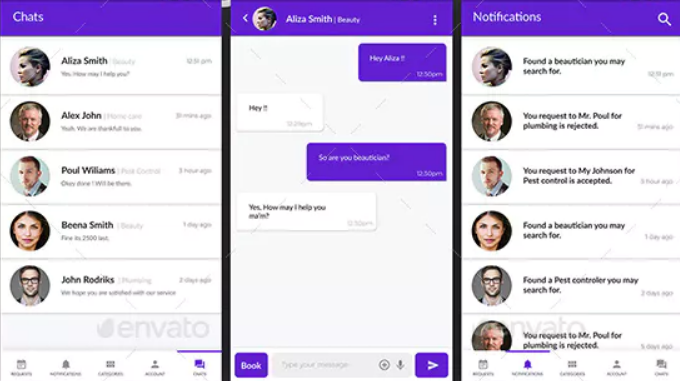 Chats
Aliza Smith | Beauty
12:51 pm
Yes, How may I help you?
Alex John | Home care
31 mins ago
Yeah. We are thankfull to you.
Poul Wiliams | Pest Control
3 hour ago
Okay done ! Will be there.
Beena Smith | Beauty
1 day ago
Fine its 2500 last.
John Rodriks | Plumbing
2 days ago
We hope you are satisfied with our service
envato
REQUESTS
NOTIFICATIONS
CATEGORIES
ACCOUNT
CHATS
Aliza Smith | Beauty
Hey Aliza !!
12:50pm
Hey !!
12:29pm
So are you beautician?
12:50pm
Yes, How may I help you
ma'm?
12:50pm
Book
Type your message
Notifications
Found a beautician you may
search for.
12:51 pm
You request to Mr. Poul for
plumbing is rejected.
31 mins ago
You request to My Johnson for
Pest control is accepted.
3 hour ago
Found a beautician you may
search for.
1 day ago
Found a Pest controler you may
search for.
2 days ago
You request to Mr. Poul for
plumbing is rejected.
envato
REQUESTS
NOTIFICATIONS
CATEGORIES
ACCOUNT
CHATS